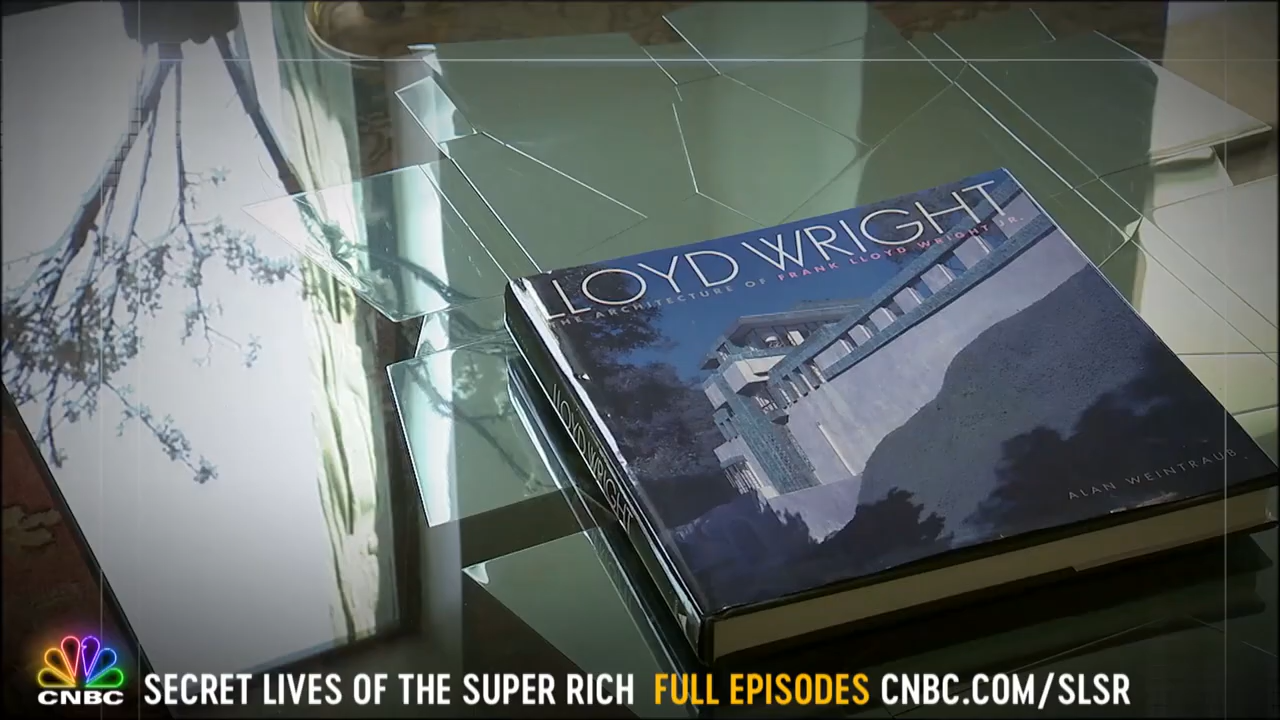 LLOYD WRIGHT
THE ARCHITECTURE OF FRANK LLOYD WRIGHT JR.
LLOYD WRIGHT
ALAN WEINTRAUB
CNBC
SECRET LIVES OF THE SUPER RICH FULL EPISODES CNBC.COM/SLSR